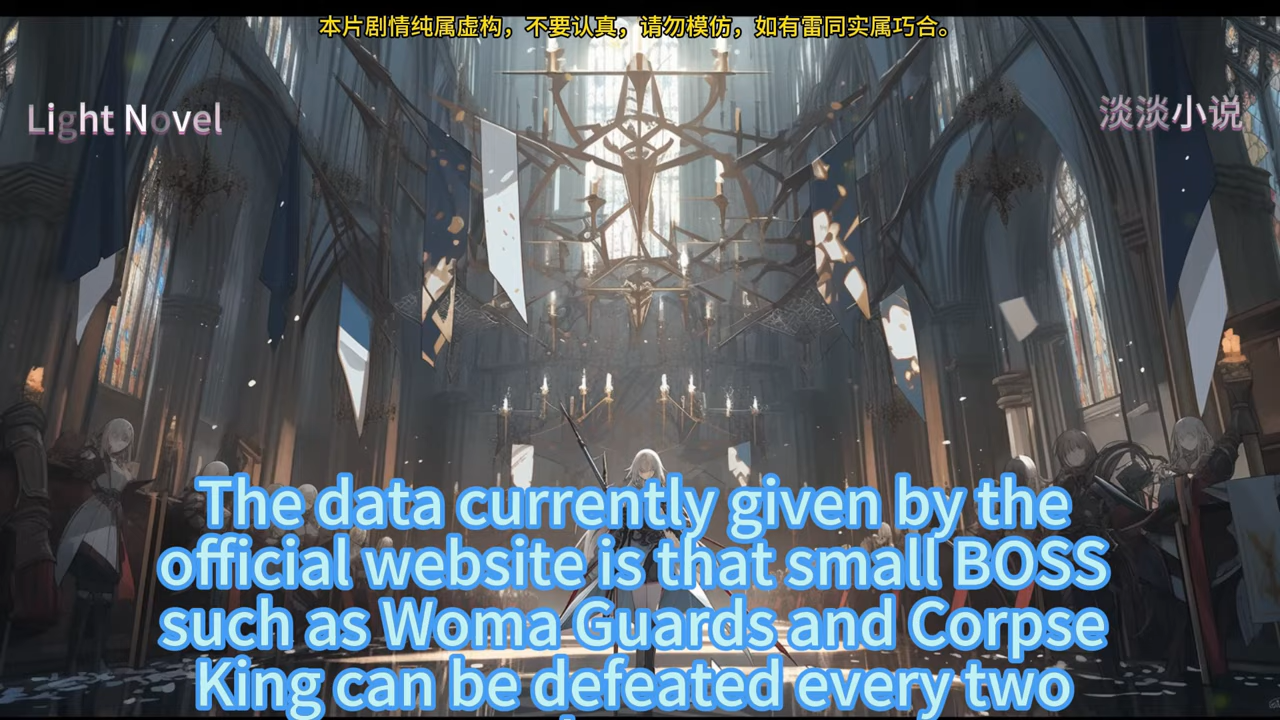 本片剧情纯属虚构，不要认真，请勿模仿，如有雷同实属巧合。
Light Novel
淡淡小说
The data currently given by the
official website is that small BOSS
such as Woma Guards and Corpse
King can be defeated every two